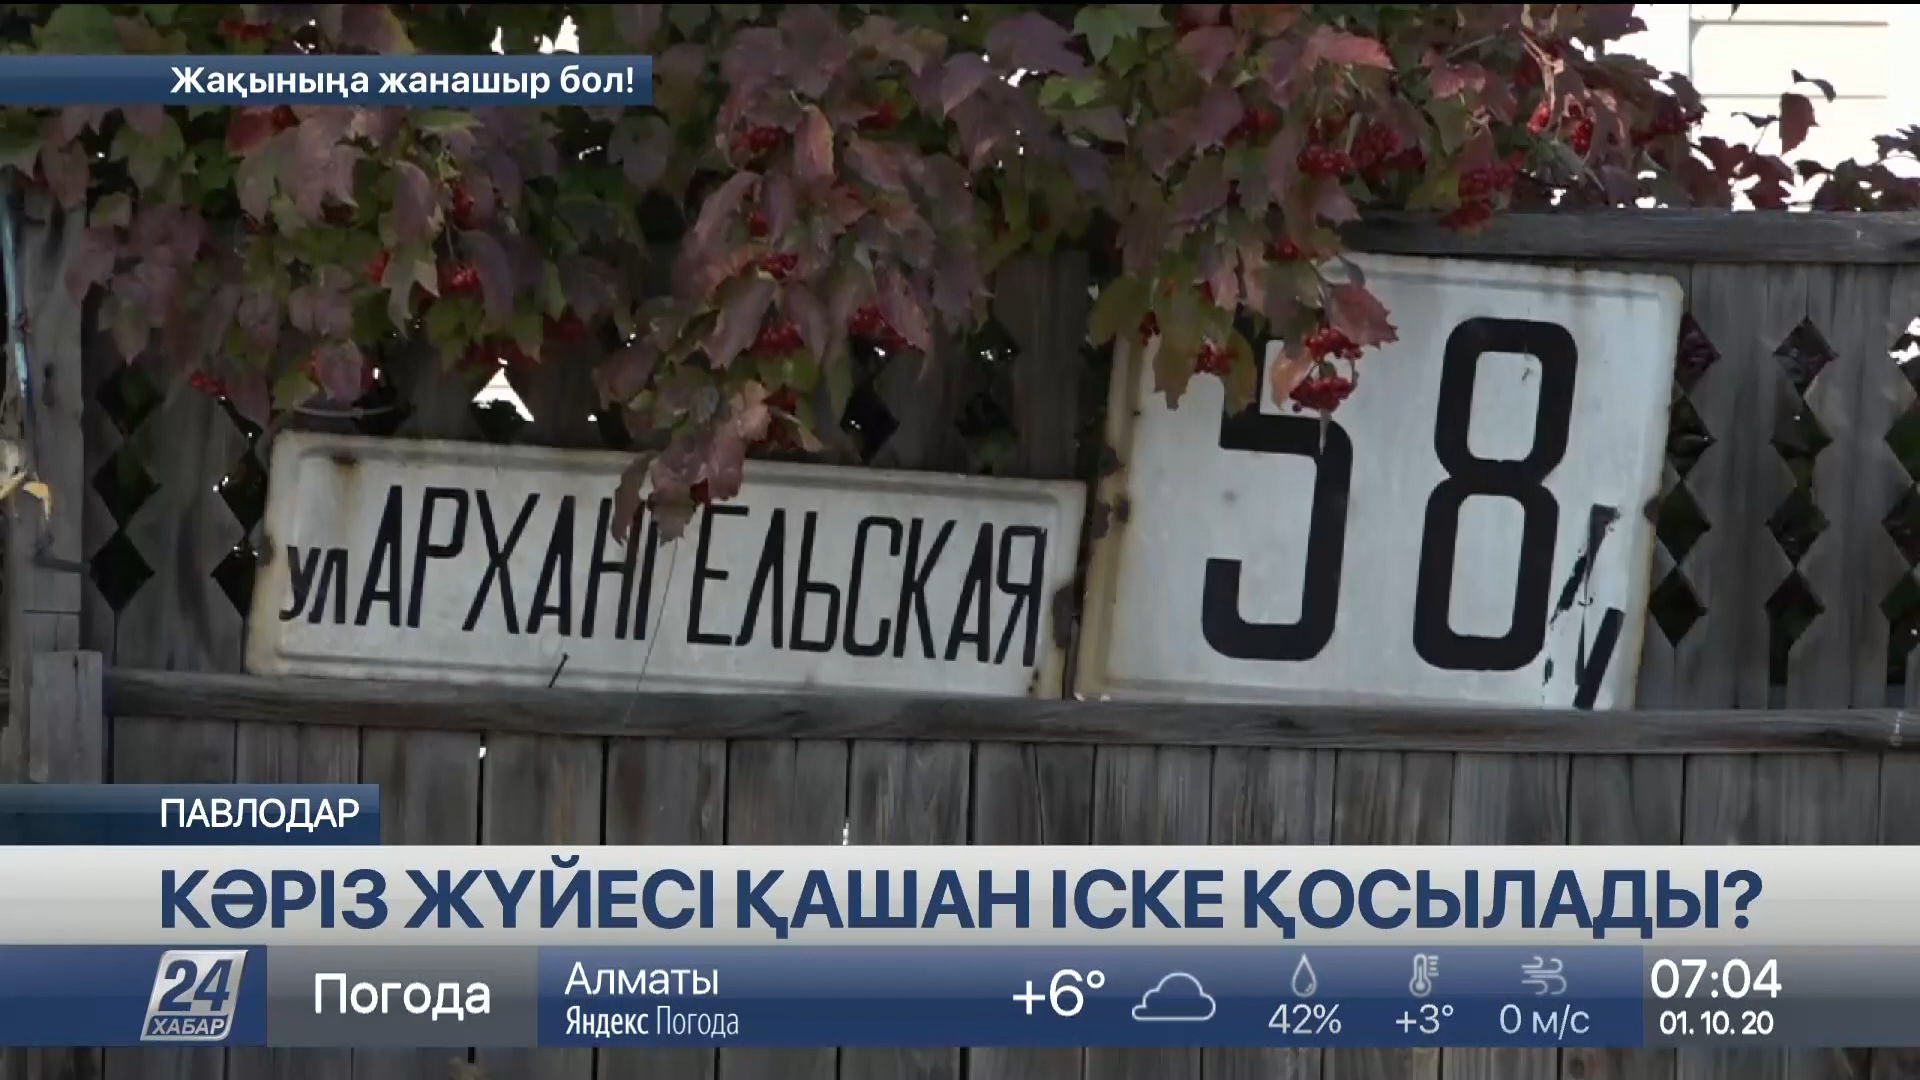 Жақыныңа жанашыр бол!
ул АРХАНГЕЛЬСКАЯ
58
ПАВЛОДАР
КӘРІЗ ЖҮЙЕСІ ҚАШАН ІСКЕ ҚОСЫЛАДЫ?
24 ХАБАР
Погода
Алматы
Яндекс Погода
+6°
42%
+3°
0 м/с
07:04
01. 10. 20